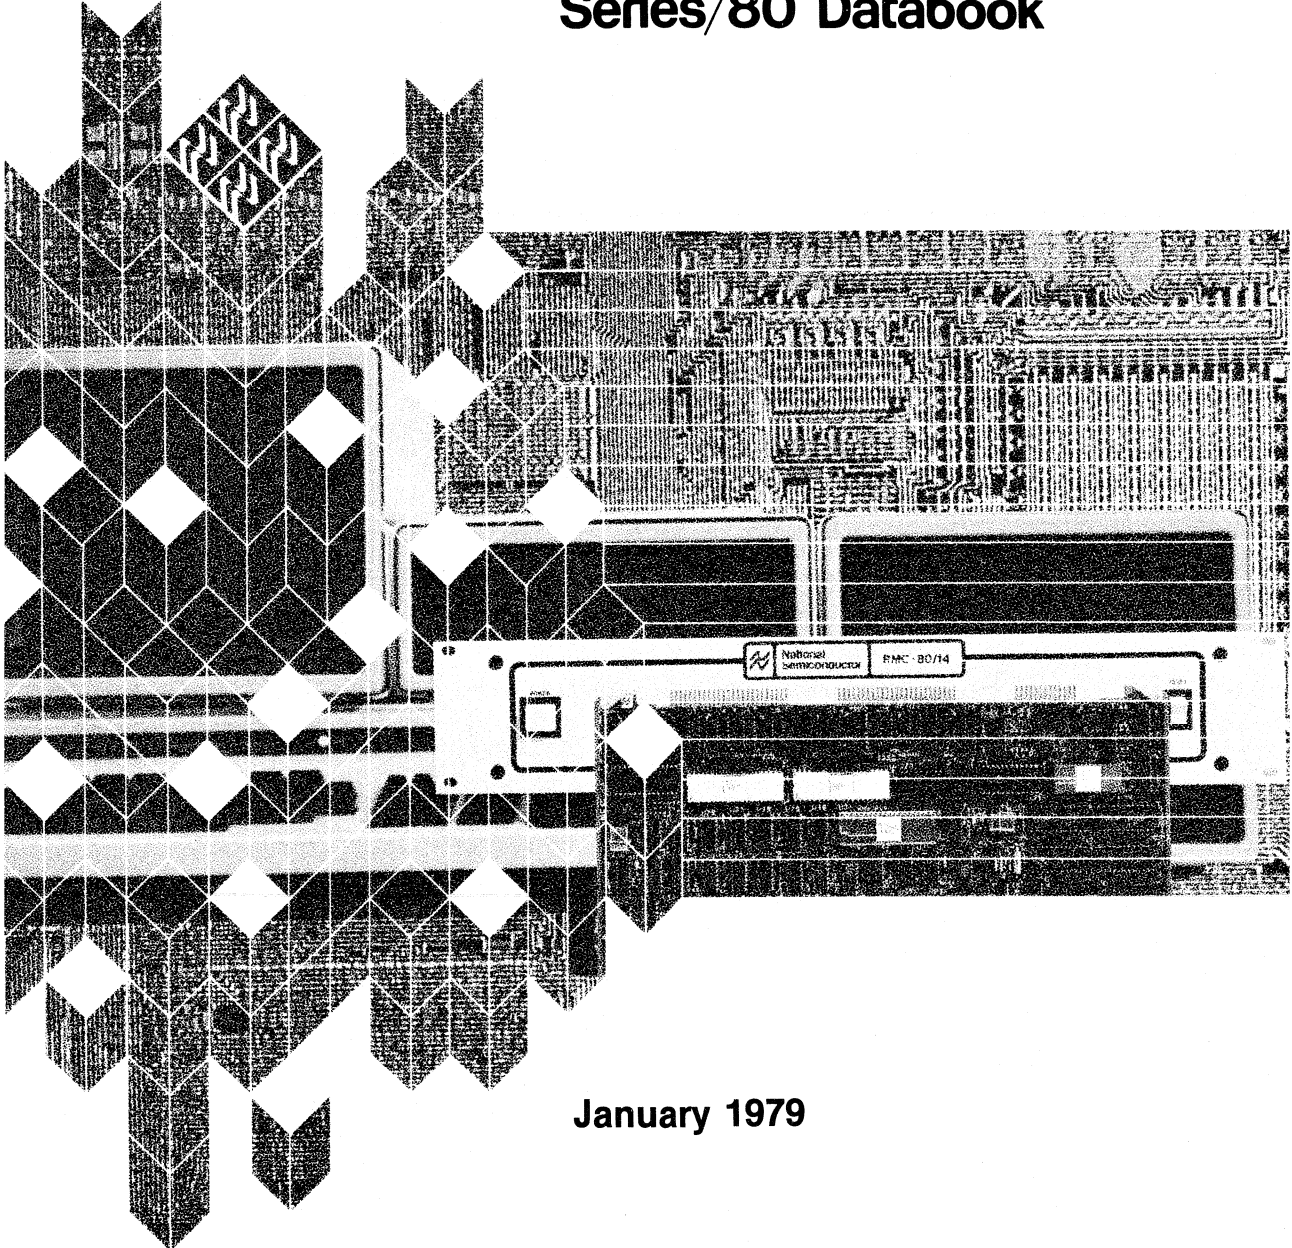 Series/80 Databook
National
Semiconductor
RMC-80/14
January 1979